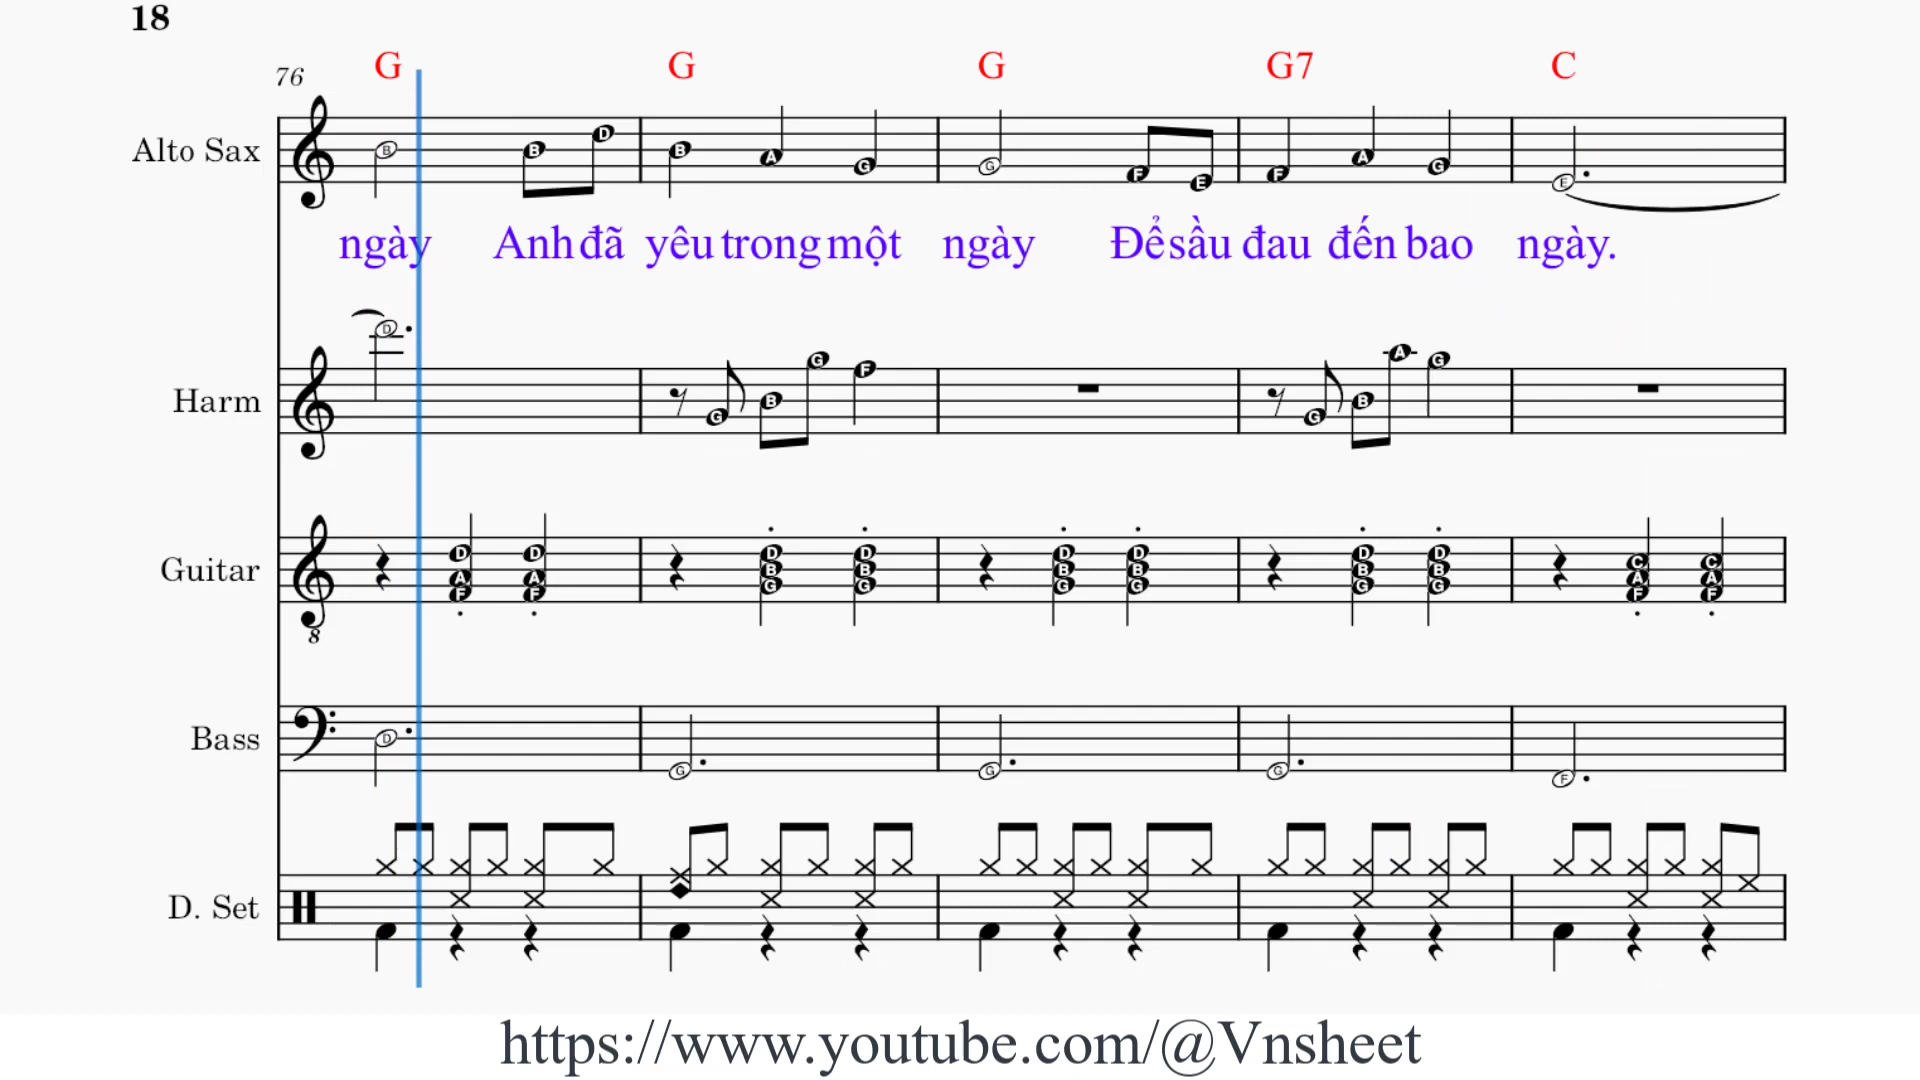 18
76 G G G G7 C
Alto Sax
B B D B A G G F E F A G E
ngày Anh đã yêu trong một ngày Để sầu đau đến bao ngày.
Harm
D G B G F G B A G
Guitar
D D D D D D D D C C
A A B B B B B B A A
F F G G G G G G F F
8
Bass
D G G G F
D. Set
https://www.youtube.com/@Vnsheet